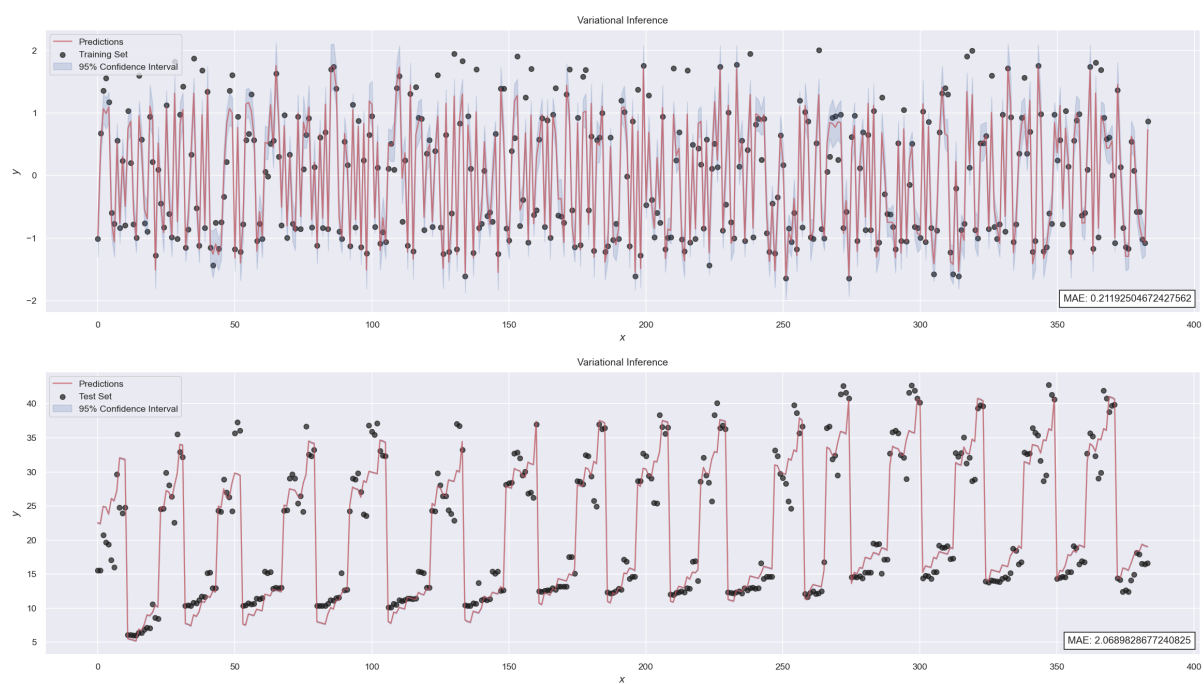 Variational Inference
Predictions
Training Set
95% Confidence Interval
2
1
0
−1
−2
y
MAE: 0.21192504672427562
0 50 100 150 200 250 300 350 400
x
Variational Inference
Predictions
Test Set
95% Confidence Interval
40
35
30
25
20
15
10
5
y
MAE: 2.0689828677240825
0 50 100 150 200 250 300 350 400
x